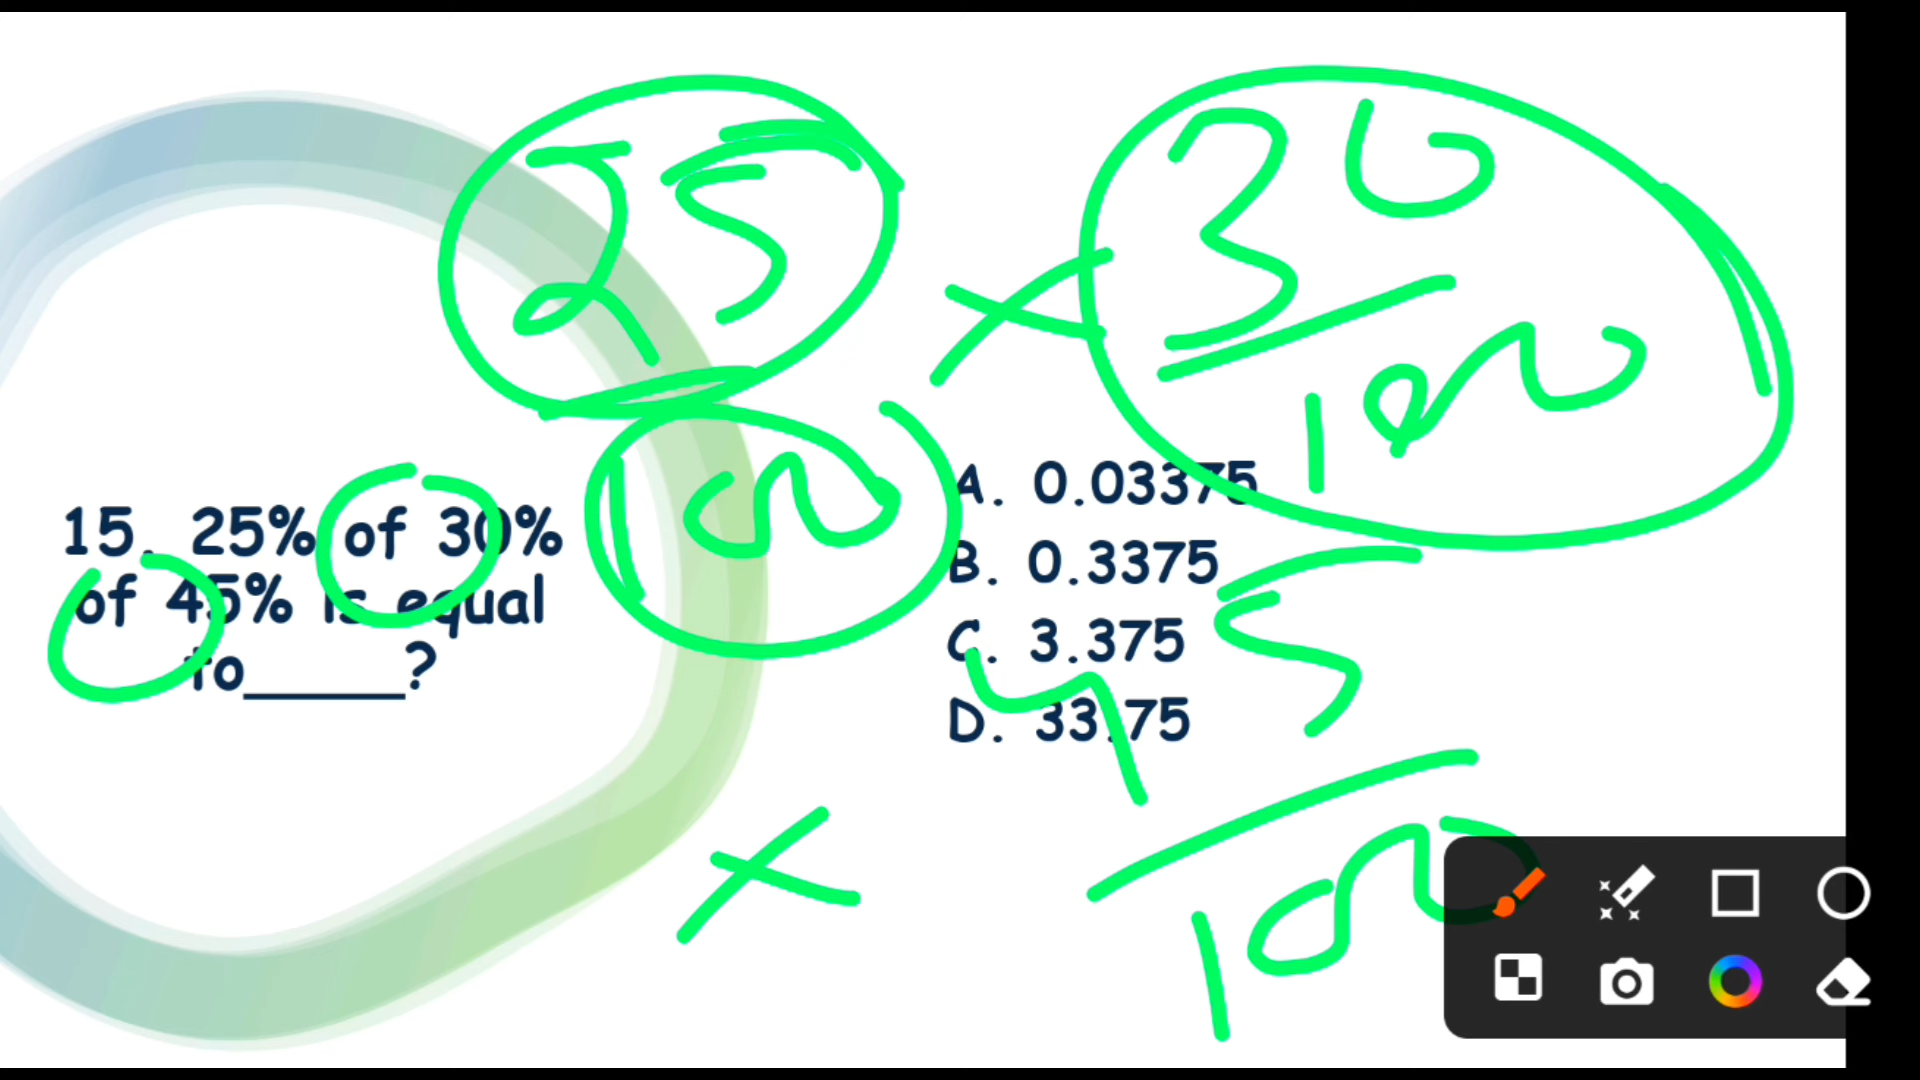 25 × 30
100 100
15. 25% of 30%
of 45% is equal
to_____?
A. 0.03375
B. 0.3375
C. 3.375
D. 33.75
× 45
100